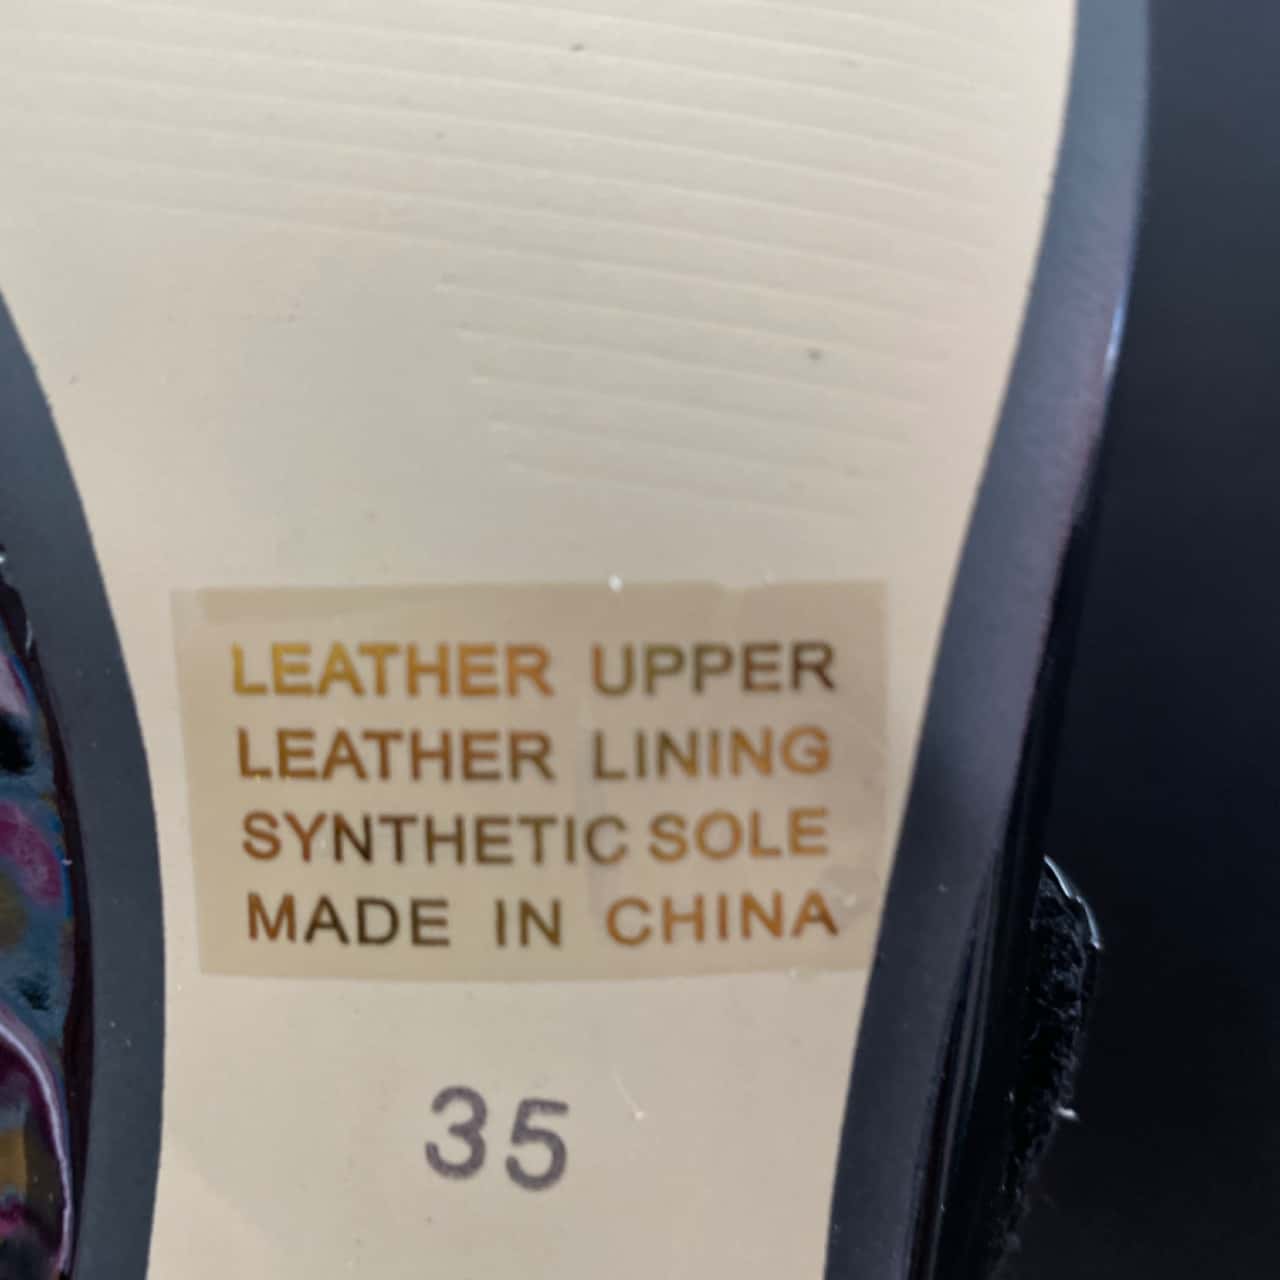 LEATHER UPPER
LEATHER LINING
SYNTHETIC SOLE
MADE IN CHINA
35